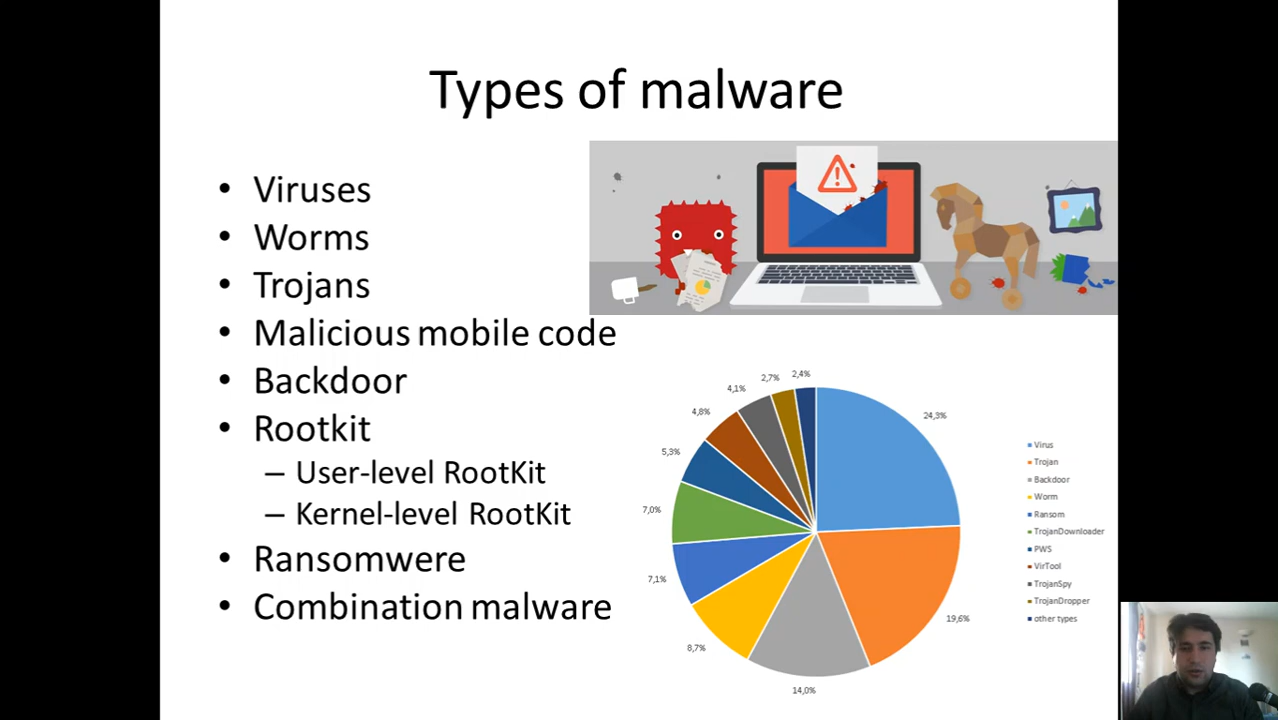 Types of malware
• Viruses
• Worms
• Trojans
• Malicious mobile code
• Backdoor
• Rootkit
– User-level RootKit
– Kernel-level RootKit
• Ransomwere
• Combination malware
24,3%
19,6%
14,0%
8,7%
7,1%
7,0%
5,3%
4,8%
4,1%
2,7%
2,4%
Virus
Trojan
Backdoor
Worm
Ransom
TrojanDownloader
PWS
VirTool
TrojanSpy
TrojanDropper
other types